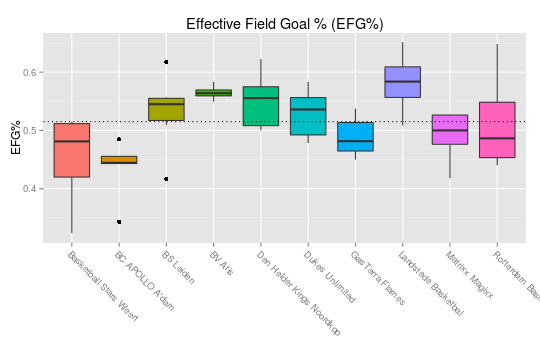 Effective Field Goal % (EFG%)
EFG%
0.6
0.5
0.4
Basketball Stars Weert
BC APOLLO A'dam
BS Leiden
BV Aris
Den Helder Kings Noordkop
Dukes Unlimited
GasTerra Flames
Landstede Basketbal
Matrixx Magixx
Rotterdam Bas